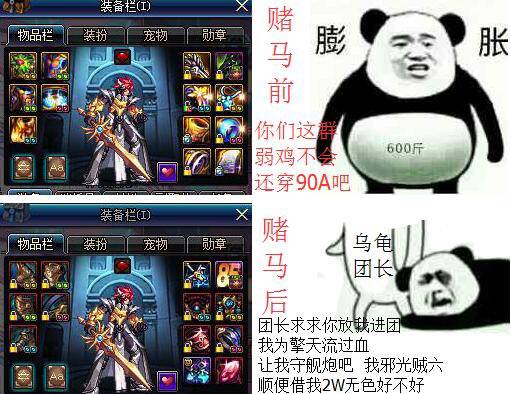 装备栏(I)
物品栏 装扮 宠物 勋章
Aa
赌马前
膨胀
你们这群
弱鸡不会
还穿90A吧
600斤
装备栏(I)
物品栏 装扮 宠物 勋章
85
Aa
赌马后
乌龟
团长
团长求求你放我进团
我为擎天流过血
让我守舰炮吧 我邪光贼六
顺便借我2W无色好不好